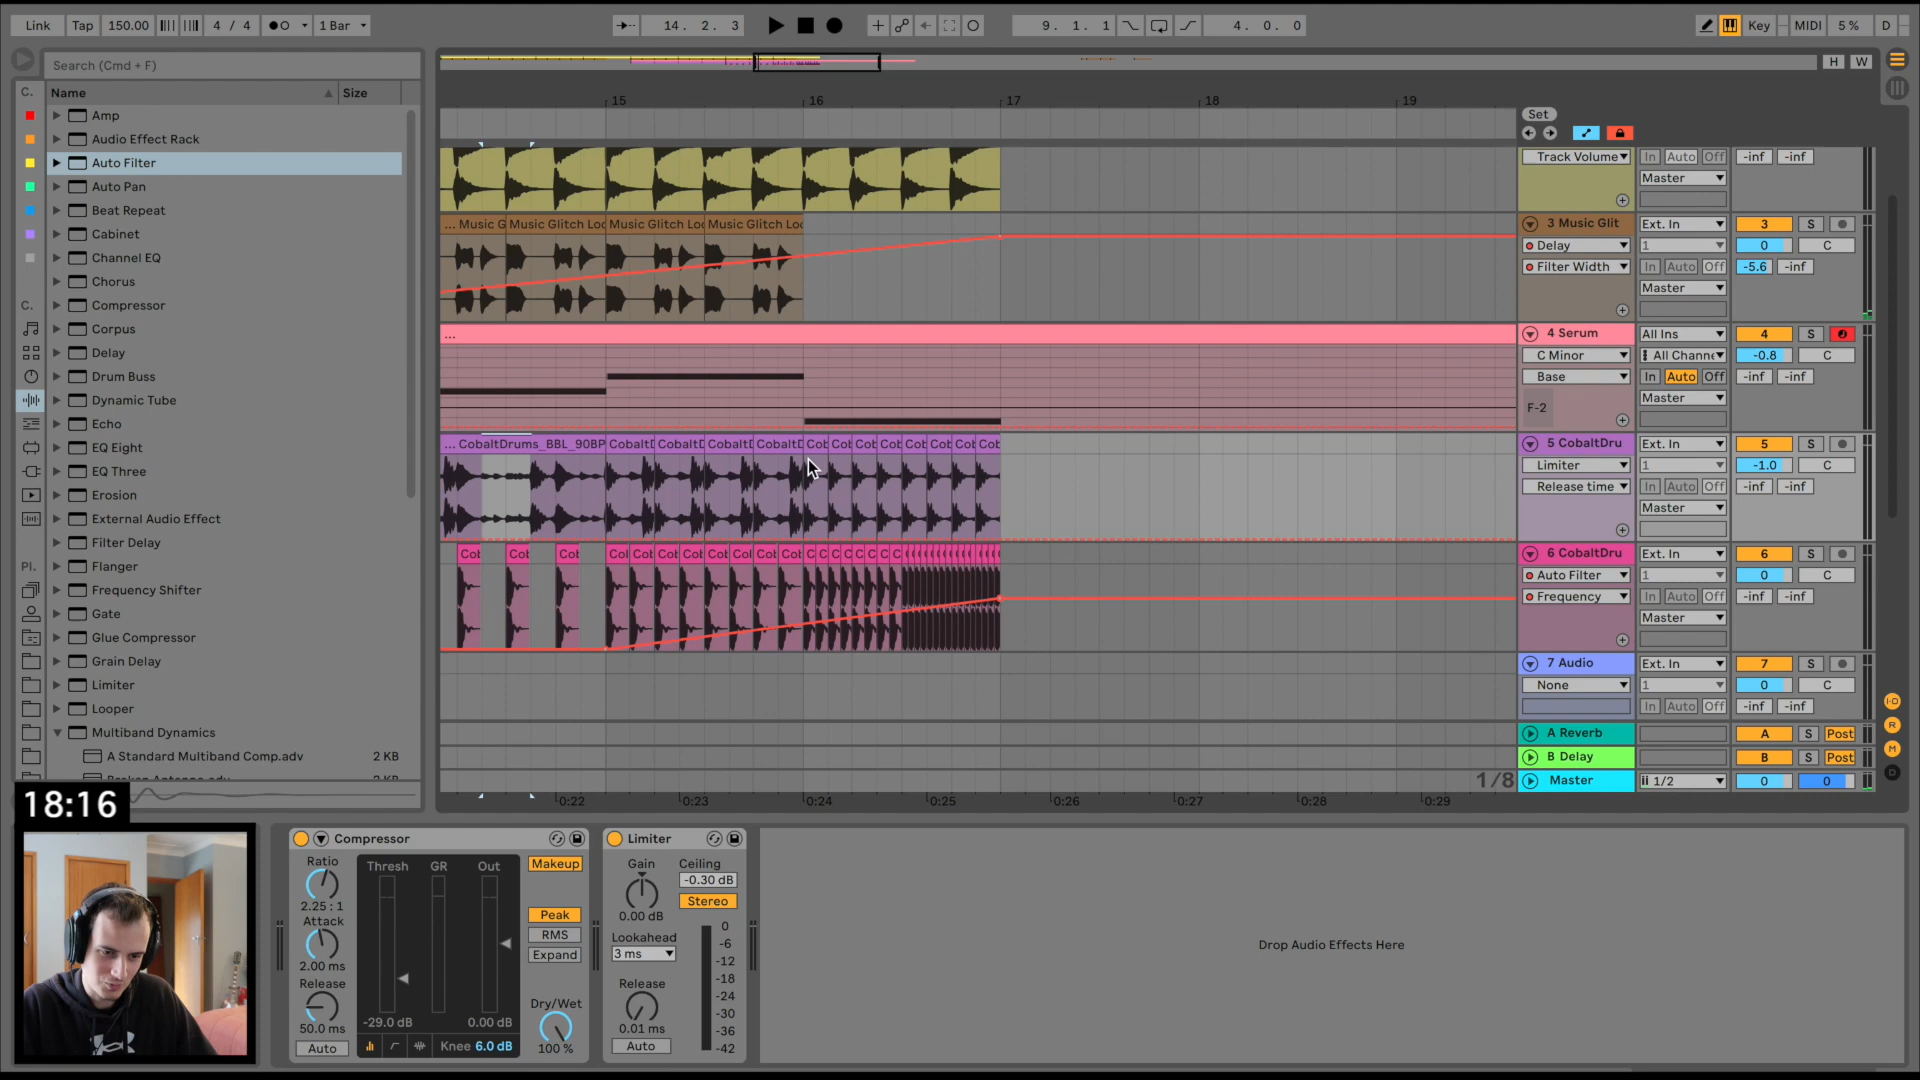 Link Tap 150.00 4 / 4 1 Bar 14. 2. 3 9. 1. 1 4. 0. 0 Key MIDI 5 % D
Search (Cmd + F)
H W
C. Name Size
Amp
Audio Effect Rack
Auto Filter
Auto Pan
Beat Repeat
Cabinet
Channel EQ
Chorus
C.
Compressor
Corpus
Delay
Drum Buss
Dynamic Tube
Echo
EQ Eight
EQ Three
Erosion
External Audio Effect
Filter Delay
Pl. Flanger
Frequency Shifter
Gate
Glue Compressor
Grain Delay
Limiter
Looper
Multiband Dynamics
A Standard Multiband Comp.adv 2 KB
Broken Antenna.adv 2 KB
15 16 17 18 19
Set
Track Volume In Auto Off -inf -inf
Master
... Music G Music Glitch Loo Music Glitch Loo Music Glitch Loo
3 Music Glit Ext. In 3 S
Delay 1 0 C
Filter Width In Auto Off -5.6 -inf
Master
...
4 Serum All Ins 4 S
C Minor All Channe -0.8 C
Base In Auto Off -inf -inf
F-2 Master
... CobaltDrums_BBL_90BP CobaltD CobaltD CobaltD CobaltD Cob Cob Cob Cob Cob Cob Cob Cob
5 CobaltDru Ext. In 5 S
Limiter 1 -1.0 C
Release time In Auto Off -inf -inf
Master
Cob Cob Cob Col Col Col Col Col Col Col Col C C C C C C C C
6 CobaltDru Ext. In 6 S
Auto Filter 1 0 C
Frequency In Auto Off -inf -inf
Master
7 Audio Ext. In 7 S
None 1 0 C
In Auto Off -inf -inf
A Reverb A S Post
B Delay B S Post
1/8 Master 1/2 0 0
0:22 0:23 0:24 0:25 0:26 0:27 0:28 0:29
I·O
R
M
D
18:16
Compressor
Ratio
2.25 : 1
Attack
2.00 ms
Release
50.0 ms
Auto
Thresh GR Out
-29.0 dB 0.00 dB
Knee 6.0 dB
Makeup
Peak
RMS
Expand
Dry/Wet
100 %
Limiter
Gain
0.00 dB
Lookahead
3 ms
Release
0.01 ms
Auto
Ceiling
-0.30 dB
Stereo
0
-6
-12
-18
-24
-30
-36
-42
Drop Audio Effects Here